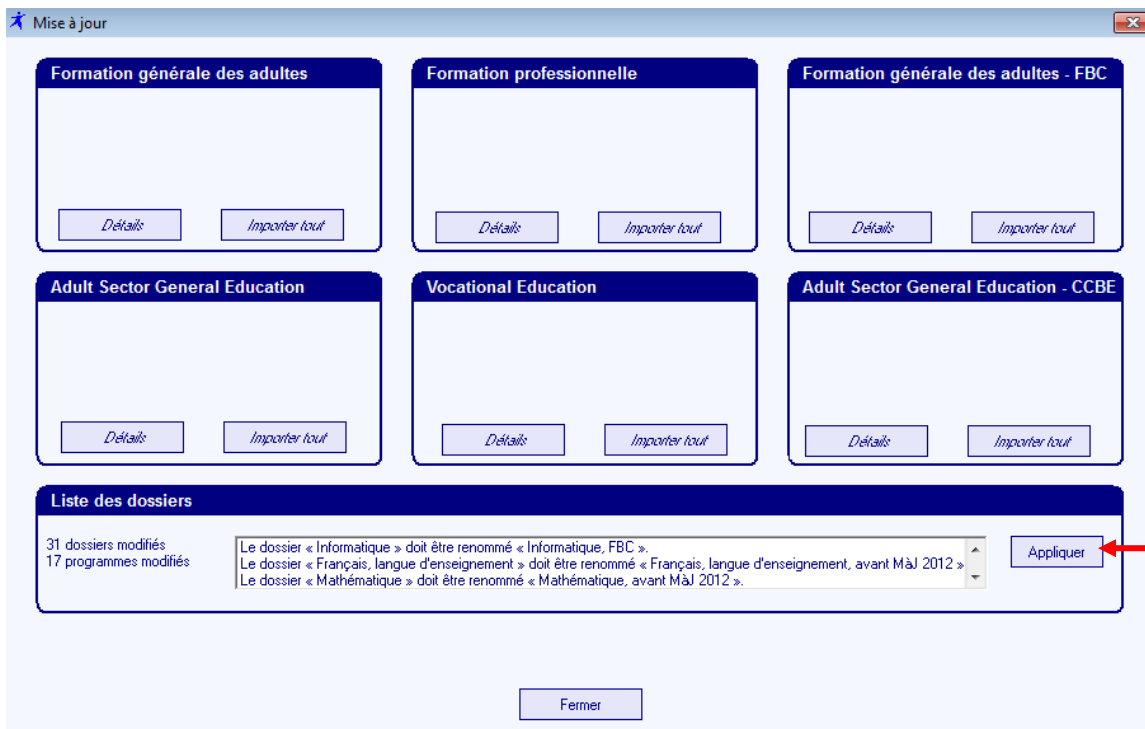 Mise à jour
Formation générale des adultes
Formation professionnelle
Formation générale des adultes - FBC
Détails
Importer tout
Détails
Importer tout
Détails
Importer tout
Adult Sector General Education
Vocational Education
Adult Sector General Education - CCBE
Détails
Importer tout
Détails
Importer tout
Détails
Importer tout
Liste des dossiers
31 dossiers modifiés
17 programmes modifiés
Le dossier « Informatique » doit être renommé « Informatique, FBC ».
Le dossier « Français, langue d'enseignement » doit être renommé « Français, langue d'enseignement, avant MàJ 2012 »
Le dossier « Mathématique » doit être renommé « Mathématique, avant MàJ 2012 ».
Appliquer
Fermer